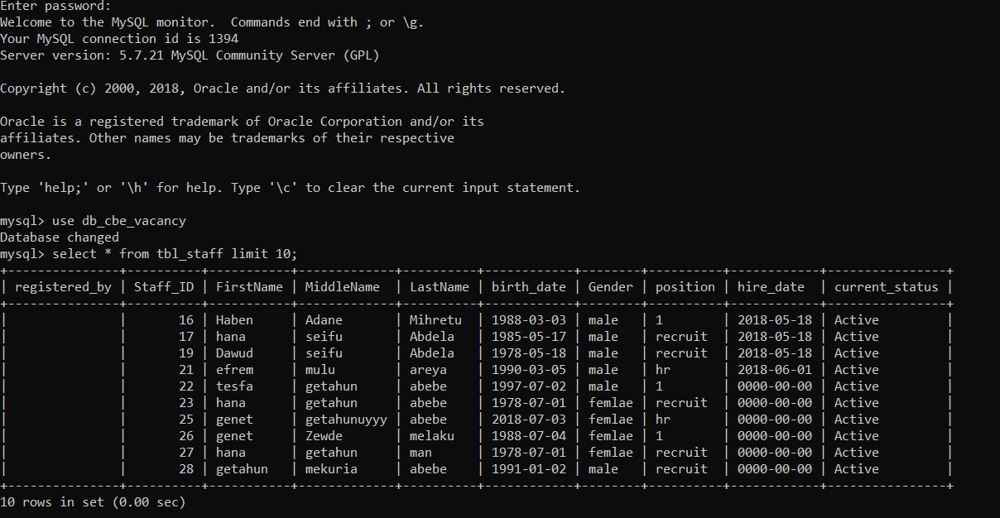 Enter password:
Welcome to the MySQL monitor.  Commands end with ; or \g.
Your MySQL connection id is 1394
Server version: 5.7.21 MySQL Community Server (GPL)

Copyright (c) 2000, 2018, Oracle and/or its affiliates. All rights reserved.

Oracle is a registered trademark of Oracle Corporation and/or its
affiliates. Other names may be trademarks of their respective
owners.

Type 'help;' or '\h' for help. Type '\c' to clear the current input statement.

mysql> use db_cbe_vacancy
Database changed
mysql> select * from tbl_staff limit 10;
+---------------+----------+-----------+-------------+----------+------------+--------+----------+------------+----------------+
| registered_by | Staff_ID | FirstName | MiddleName  | LastName | birth_date | Gender | position | hire_date  | current_status |
+---------------+----------+-----------+-------------+----------+------------+--------+----------+------------+----------------+
|               |       16 | Haben     | Adane       | Mihretu  | 1988-03-03 | male   | 1        | 2018-05-18 | Active         |
|               |       17 | hana      | seifu       | Abdela   | 1985-05-17 | male   | recruit  | 2018-05-18 | Active         |
|               |       19 | Dawud     | seifu       | Abdela   | 1978-05-18 | male   | recruit  | 2018-05-18 | Active         |
|               |       21 | efrem     | mulu        | areya    | 1990-03-05 | male   | hr       | 2018-06-01 | Active         |
|               |       22 | tesfa     | getahun     | abebe    | 1997-07-02 | male   | 1        | 0000-00-00 | Active         |
|               |       23 | hana      | getahun     | abebe    | 1978-07-01 | femlae | recruit  | 0000-00-00 | Active         |
|               |       25 | genet     | getahunuyyy | abebe    | 2018-07-03 | femlae | hr       | 0000-00-00 | Active         |
|               |       26 | genet     | Zewde       | melaku   | 1988-07-04 | femlae | 1        | 0000-00-00 | Active         |
|               |       27 | hana      | getahun     | man      | 1978-07-01 | femlae | recruit  | 0000-00-00 | Active         |
|               |       28 | getahun   | mekuria     | abebe    | 1991-01-02 | male   | recruit  | 0000-00-00 | Active         |
+---------------+----------+-----------+-------------+----------+------------+--------+----------+------------+----------------+
10 rows in set (0.00 sec)